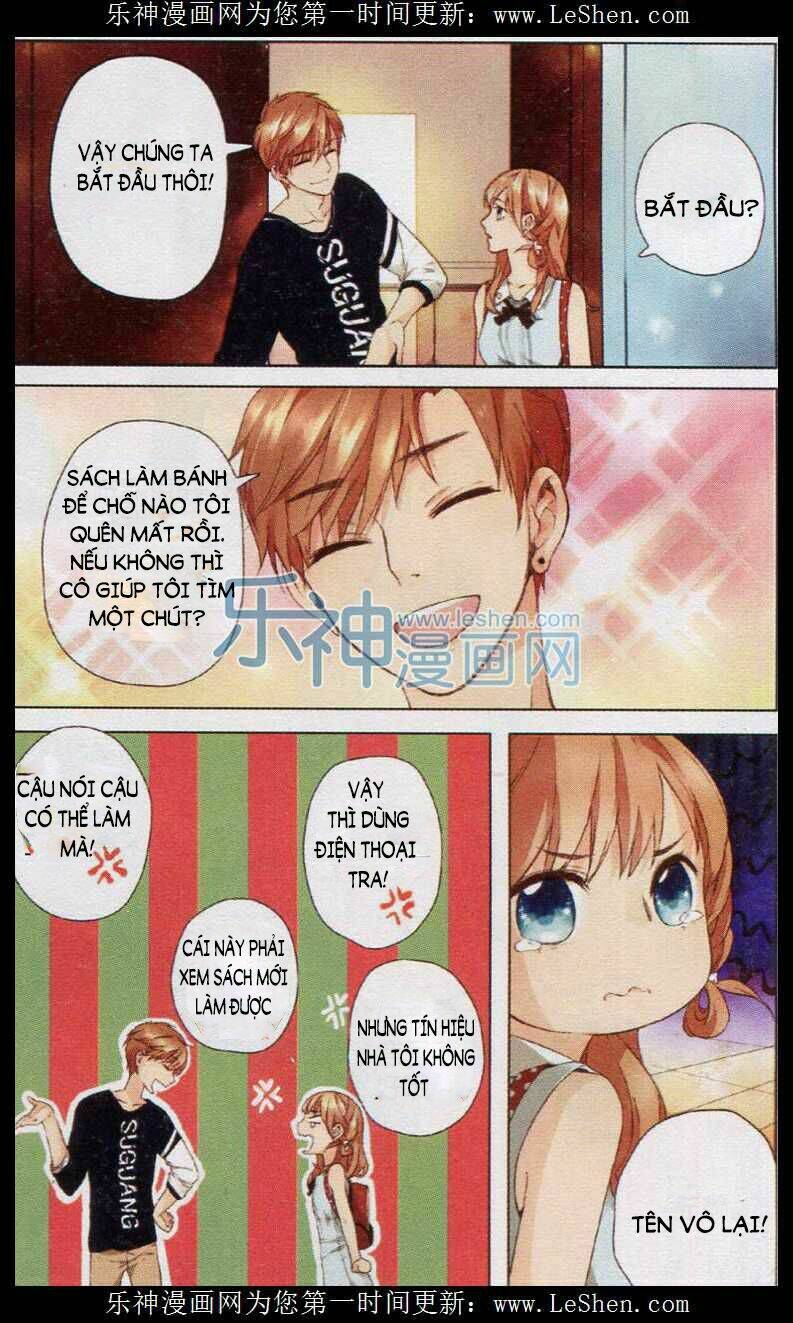 乐神漫画网为您第一时间更新：www.LeShen.com
VẬY CHÚNG TA
BẮT ĐẦU THÔI!
SUGUANG
BẮT ĐẦU?
SÁCH LÀM BÁNH
ĐỂ CHỖ NÀO TÔI
QUÊN MẤT RỒI.
NẾU KHÔNG THÌ
CÔ GIÚP TÔI TÌM
MỘT CHÚT?
乐神漫画网
www.leshen.com
CẬU NÓI CẬU
CÓ THỂ LÀM
MÀ!
VẬY
THÌ DÙNG
ĐIỆN THOẠI
TRA!
CÁI NÀY PHẢI
XEM SÁCH MỚI
LÀM ĐƯỢC
NHƯNG TÍN HIỆU
NHÀ TÔI KHÔNG
TỐT
SUGUANG
TÊN VÔ LẠI!
乐神漫画网为您第一时间更新：www.LeShen.com